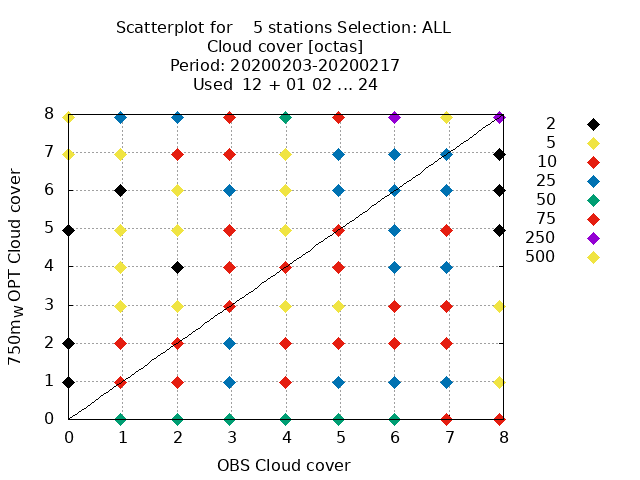 Scatterplot for 5 stations Selection: ALL
Cloud cover [octas]
Period: 20200203-20200217
Used 12 + 01 02 ... 24
750m_W OPT Cloud cover
8
7
6
5
4
3
2
1
0
0 1 2 3 4 5 6 7 8
OBS Cloud cover
2
5
10
25
50
75
250
500